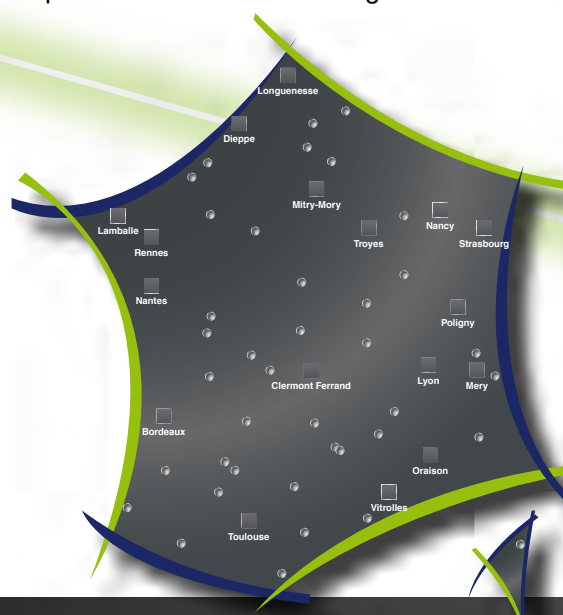 Longuenesse
Dieppe
Mitry-Mory
Lamballe
Rennes
Troyes
Nancy
Strasbourg
Nantes
Poligny
Clermont Ferrand
Lyon
Mery
Bordeaux
Oraison
Vitrolles
Toulouse